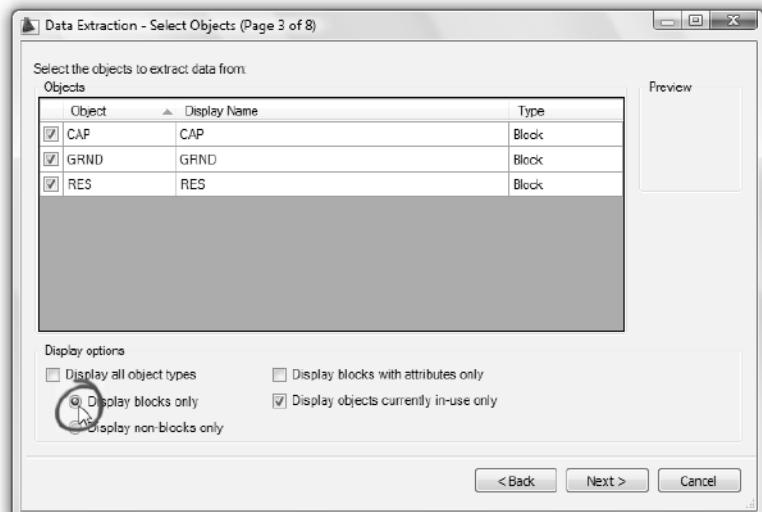 Data Extraction - Select Objects (Page 3 of 8)
Select the objects to extract data from:
Objects
Preview
Object Display Name Type
CAP CAP Block
GRND GRND Block
RES RES Block
Display options
Display all object types Display blocks with attributes only
Display blocks only Display objects currently in-use only
Display non-blocks only
< Back Next > Cancel